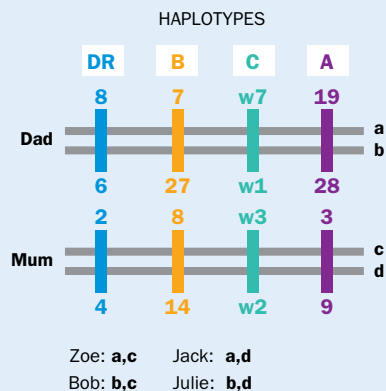 HAPLOTYPES
DR B C A
8 7 w7 19
Dad a
b
6 27 w1 28
2 8 w3 3
Mum c
d
4 14 w2 9
Zoe: a,c Jack: a,d
Bob: b,c Julie: b,d